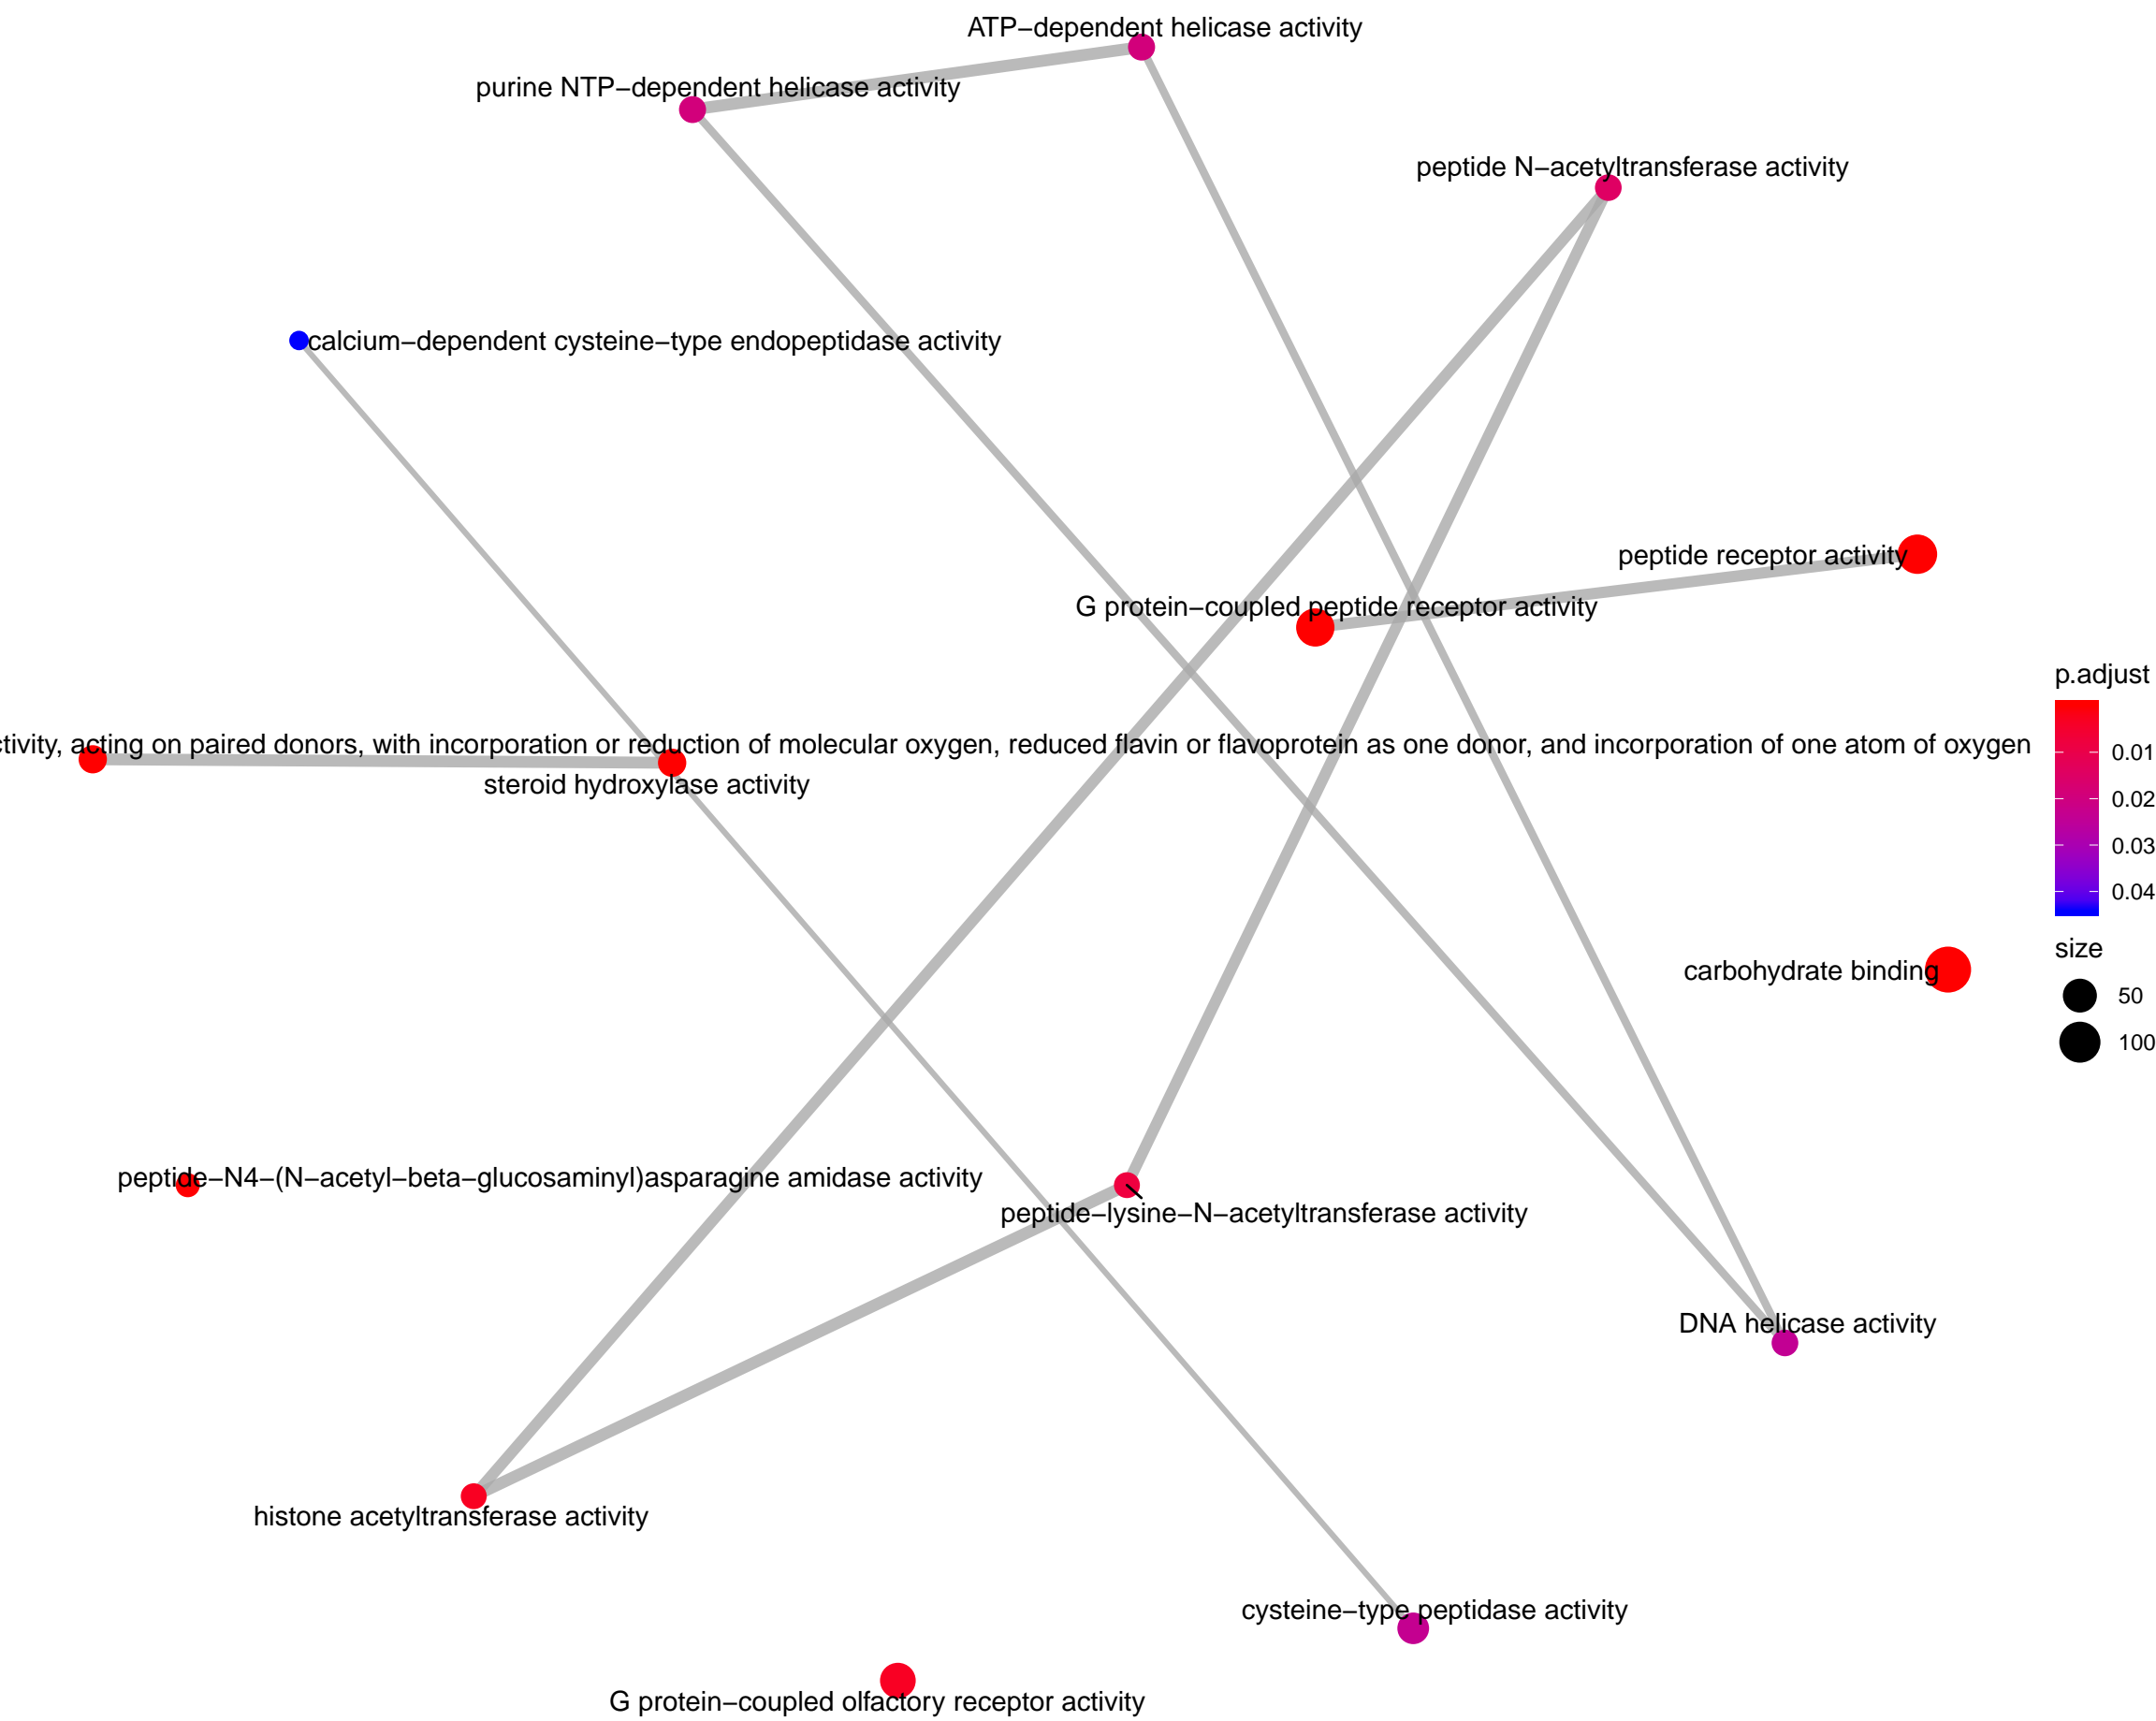 ATP−dependent helicase activity
purine NTP−dependent helicase activity
peptide N−acetyltransferase activity
calcium−dependent cysteine−type endopeptidase activity
peptide receptor activity
G protein−coupled peptide receptor activity
p.adjust
0.01
0.02
0.03
0.04
acting on paired donors, with incorporation or reduction of molecular oxygen, reduced flavin or flavoprotein as one donor, and incorporation of one atom of oxygen
steroid hydroxylase activity
carbohydrate binding
size
50
100
peptide−N4−(N−acetyl−beta−glucosaminyl)asparagine amidase activity
peptide−lysine−N−acetyltransferase activity
DNA helicase activity
histone acetyltransferase activity
cysteine−type peptidase activity
G protein−coupled olfactory receptor activity